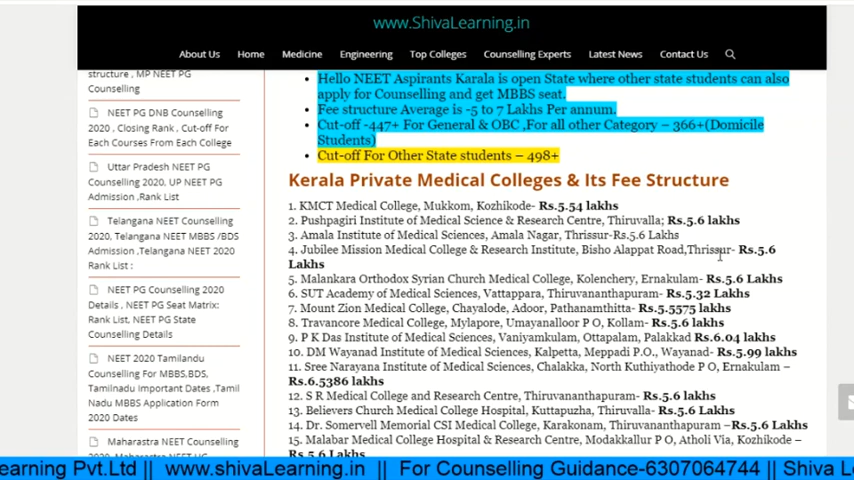 www.ShivaLearning.in
About Us Home Medicine Engineering Top Colleges Counselling Experts Latest News Contact Us
structure , MP NEET PG
Counselling
NEET PG DNB Counselling
2020 , Closing Rank , Cut-off For
Each Courses From Each College
Uttar Pradesh NEET PG
Counselling 2020, UP NEET PG
Admission ,Rank List
Telangana NEET Counselling
2020, Telangana NEET MBBS /BDS
Admission ,Telangana NEET 2020
Rank List :
NEET PG Counselling 2020
Details , NEET PG Seat Matrix:
Rank List, NEET PG State
Counselling Details
NEET 2020 Tamilandu
Counselling For MBBS,BDS,
Tamilnadu Important Dates ,Tamil
Nadu MBBS Application Form
2020 Dates
Maharastra NEET Counselling
Hello NEET Aspirants Karala is open State where other state students can also
apply for Counselling and get MBBS seat.
Fee structure Average is -5 to 7 Lakhs Per annum.
Cut-off -447+ For General & OBC ,For all other Category – 366+(Domicile
Students)
Cut-off For Other State students – 498+
Kerala Private Medical Colleges & Its Fee Structure
1. KMCT Medical College, Mukkom, Kozhikode- Rs.5.54 lakhs
2. Pushpagiri Institute of Medical Science & Research Centre, Thiruvalla; Rs.5.6 lakhs
3. Amala Institute of Medical Sciences, Amala Nagar, Thrissur-Rs.5.6 Lakhs
4. Jubilee Mission Medical College & Research Institute, Bisho Alappat Road,Thrissur- Rs.5.6
Lakhs
5. Malankara Orthodox Syrian Church Medical College, Kolenchery, Ernakulam- Rs.5.6 Lakhs
6. SUT Academy of Medical Sciences, Vattappara, Thiruvananthapuram- Rs.5.32 Lakhs
7. Mount Zion Medical College, Chayalode, Adoor, Pathanamthitta- Rs.5.5575 lakhs
8. Travancore Medical College, Mylapore, Umayanalloor P O, Kollam- Rs.5.6 lakhs
9. P K Das Institute of Medical Sciences, Vaniyamkulam, Ottapalam, Palakkad Rs.6.04 lakhs
10. DM Wayanad Institute of Medical Sciences, Kalpetta, Meppadi P.O., Wayanad- Rs.5.99 lakhs
11. Sree Narayana Institute of Medical Sciences, Chalakka, North Kuthiyathode P O, Ernakulam –
Rs.6.5386 lakhs
12. S R Medical College and Research Centre, Thiruvananthapuram- Rs.5.6 lakhs
13. Believers Church Medical College Hospital, Kuttapuzha, Thiruvalla- Rs.5.6 Lakhs
14. Dr. Somervell Memorial CSI Medical College, Karakonam, Thiruvananthapuram –Rs.5.6 Lakhs
15. Malabar Medical College Hospital & Research Centre, Modakkallur P O, Atholi Via, Kozhikode –
Rs.5.6 Lakhs
earning Pvt.Ltd || www.shivaLearning.in || For Counselling Guidance-6307064744 || Shiva L